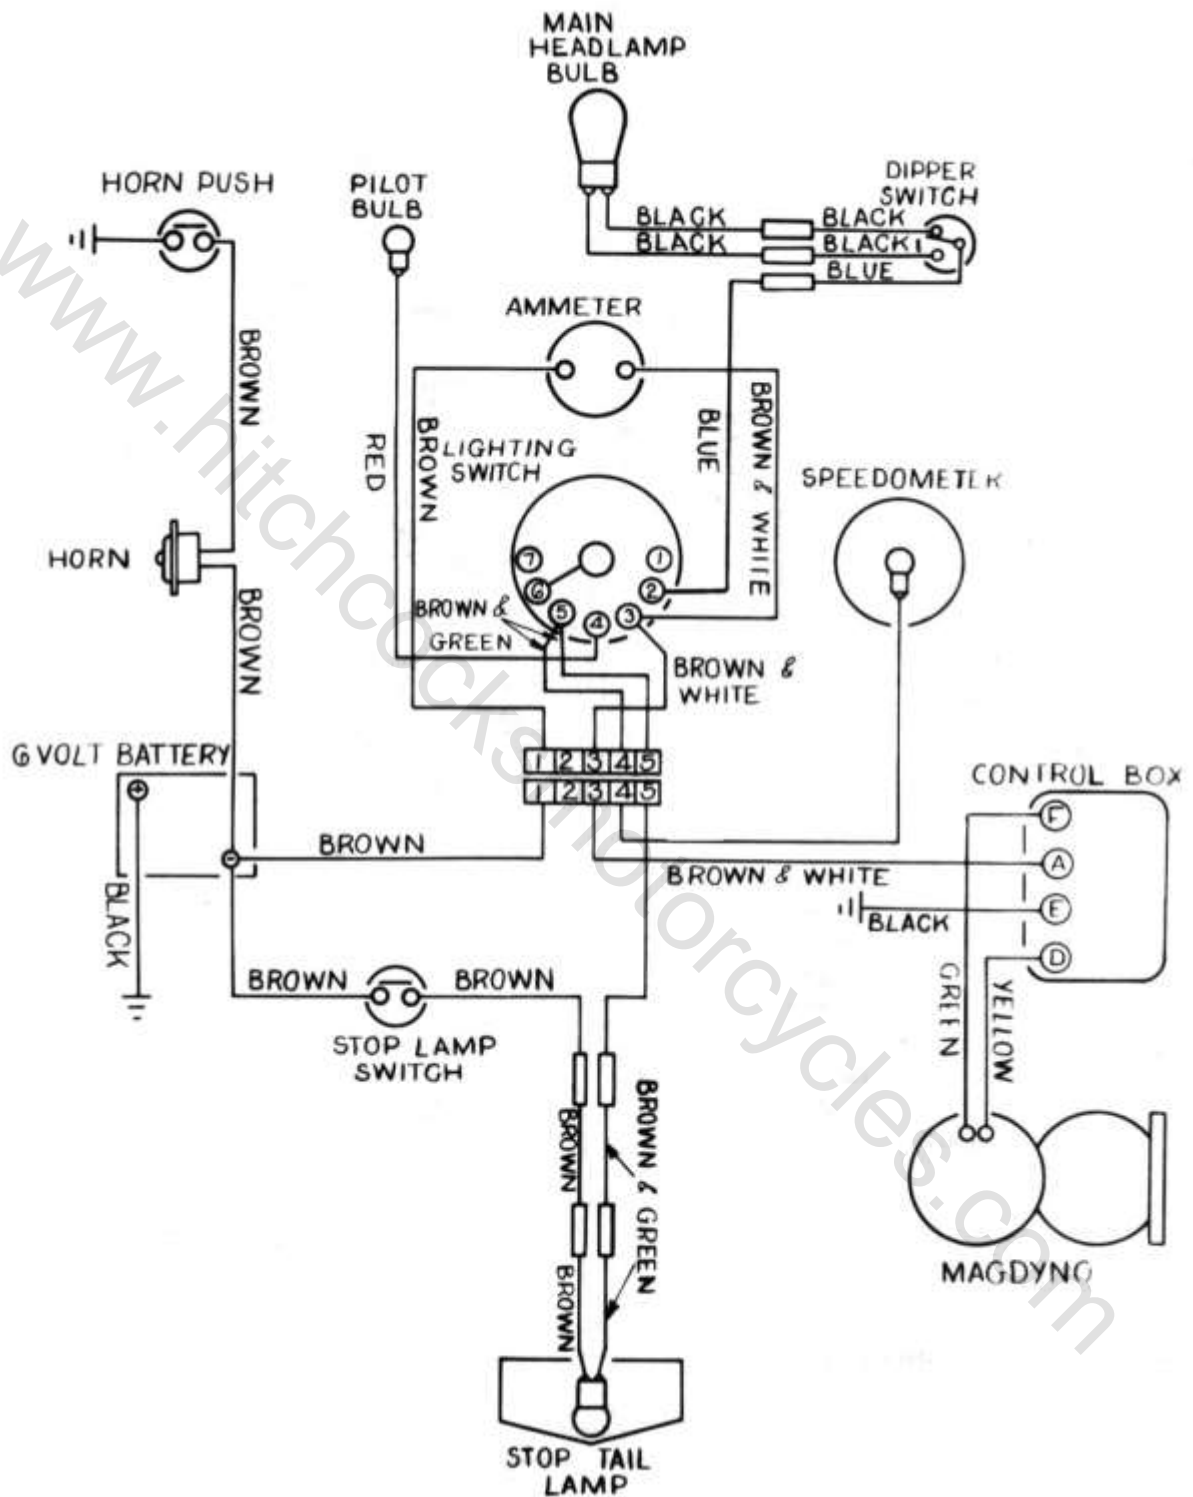 MAIN
HEADLAMP
BULB
HORN PUSH
PILOT
BULB
DIPPER
SWITCH
BLACK
BLACK
BLACK
BLACK
BLUE
AMMETER
BROWN
RED
BROWN
LIGHTING
SWITCH
BLUE
BROWN & WHITE
SPEEDOMETER
HORN
7
6
5
4
3
2
1
BROWN &
GREEN
BROWN
BROWN &
WHITE
6 VOLT BATTERY
1 2 3 4 5
1 2 3 4 5
CONTROL BOX
F
A
E
D
BROWN
BROWN & WHITE
BLACK
BLACK
GREEN
YELLOW
BROWN
BROWN
STOP LAMP
SWITCH
BROWN
BROWN & GREEN
BROWN
MAGDYNO
STOP TAIL
LAMP
www.hitchcocksmotorcycles.com